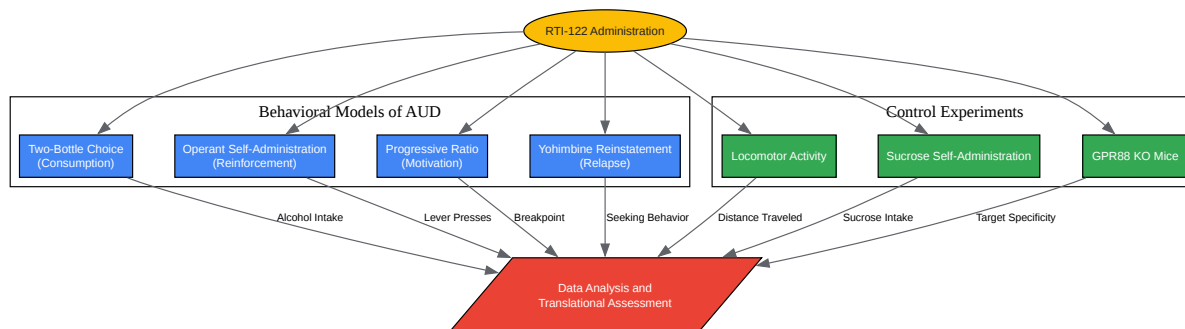 RTI-122 Administration
Behavioral Models of AUD
Control Experiments
Two-Bottle Choice
(Consumption)
Operant Self-Administration
(Reinforcement)
Progressive Ratio
(Motivation)
Yohimbine Reinstatement
(Relapse)
Locomotor Activity
Sucrose Self-Administration
GPR88 KO Mice
Alcohol Intake
Lever Presses
Breakpoint
Seeking Behavior
Distance Traveled
Sucrose Intake
Target Specificity
Data Analysis and
Translational Assessment